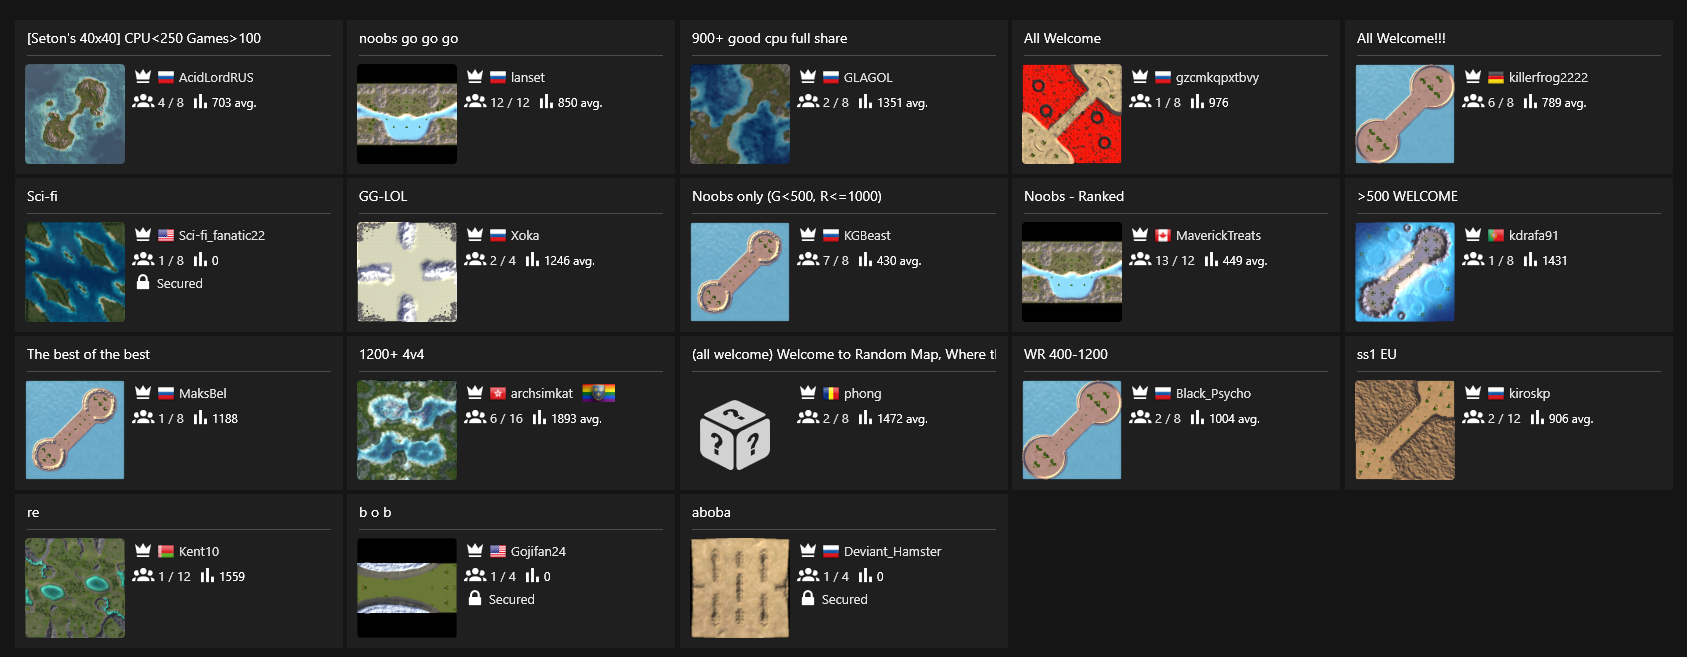 [Seton's 40x40] CPU<250 Games>100
AcidLordRUS
4 / 8 703 avg.
noobs go go go
lanset
12 / 12 850 avg.
900+ good cpu full share
GLAGOL
2 / 8 1351 avg.
All Welcome
gzcmkqpxtbvy
1 / 8 976
All Welcome!!!
killerfrog2222
6 / 8 789 avg.
Sci-fi
Sci-fi_fanatic22
1 / 8 0
Secured
GG-LOL
Xoka
2 / 4 1246 avg.
Noobs only (G<500, R<=1000)
KGBeast
7 / 8 430 avg.
Noobs - Ranked
MaverickTreats
13 / 12 449 avg.
>500 WELCOME
kdrafa91
1 / 8 1431
The best of the best
MaksBel
1 / 8 1188
1200+ 4v4
archsimkat
6 / 16 1893 avg.
(all welcome) Welcome to Random Map, Where tl
phong
2 / 8 1472 avg.
WR 400-1200
Black_Psycho
2 / 8 1004 avg.
ss1 EU
kiroskp
2 / 12 906 avg.
re
Kent10
1 / 12 1559
b o b
Gojifan24
1 / 4 0
Secured
aboba
Deviant_Hamster
1 / 4 0
Secured